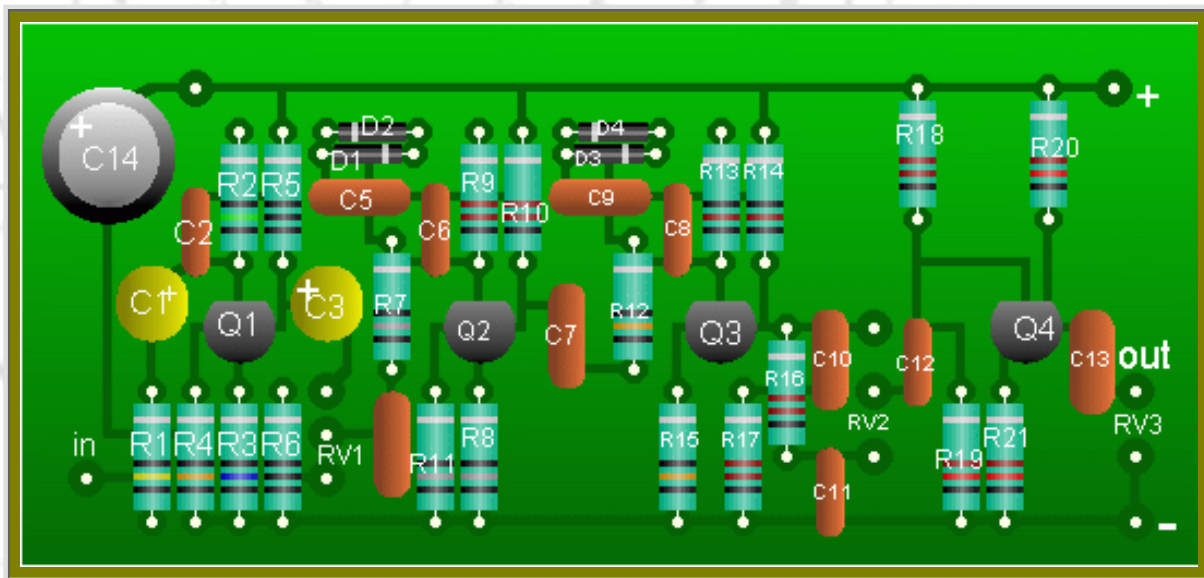 +
R18
R20
+
C14
D2
D4
D1
D3
R2
R5
R9
R13
R14
C5
C9
R10
C2
C6
C8
C1+
+
C3
R7
R12
Q1
Q2
C7
Q3
Q4
C10
C12
C13
out
R16
RV2
RV3
in
R1
R4
R3
R6
RV1
R11
R8
R15
R17
R19
R21
C11
-